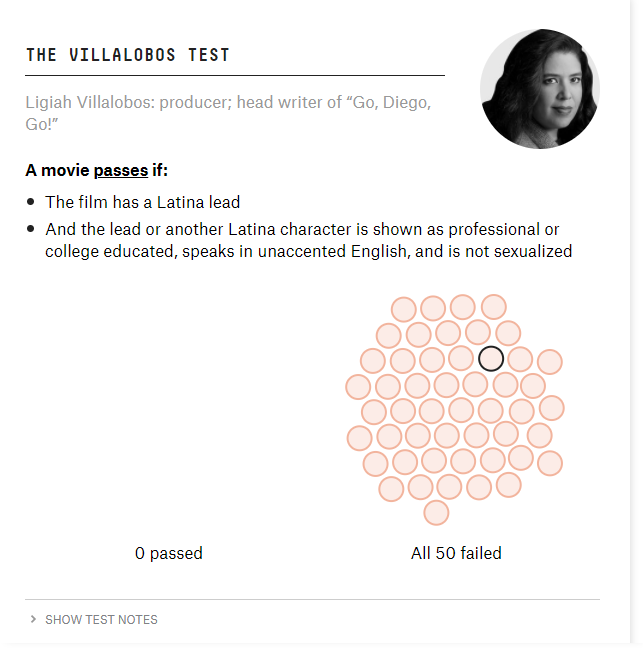 THE VILLALOBOS TEST
Ligiah Villalobos: producer; head writer of “Go, Diego,
Go!”
A movie passes if:
The film has a Latina lead
And the lead or another Latina character is shown as professional or
college educated, speaks in unaccented English, and is not sexualized
0 passed
All 50 failed
SHOW TEST NOTES